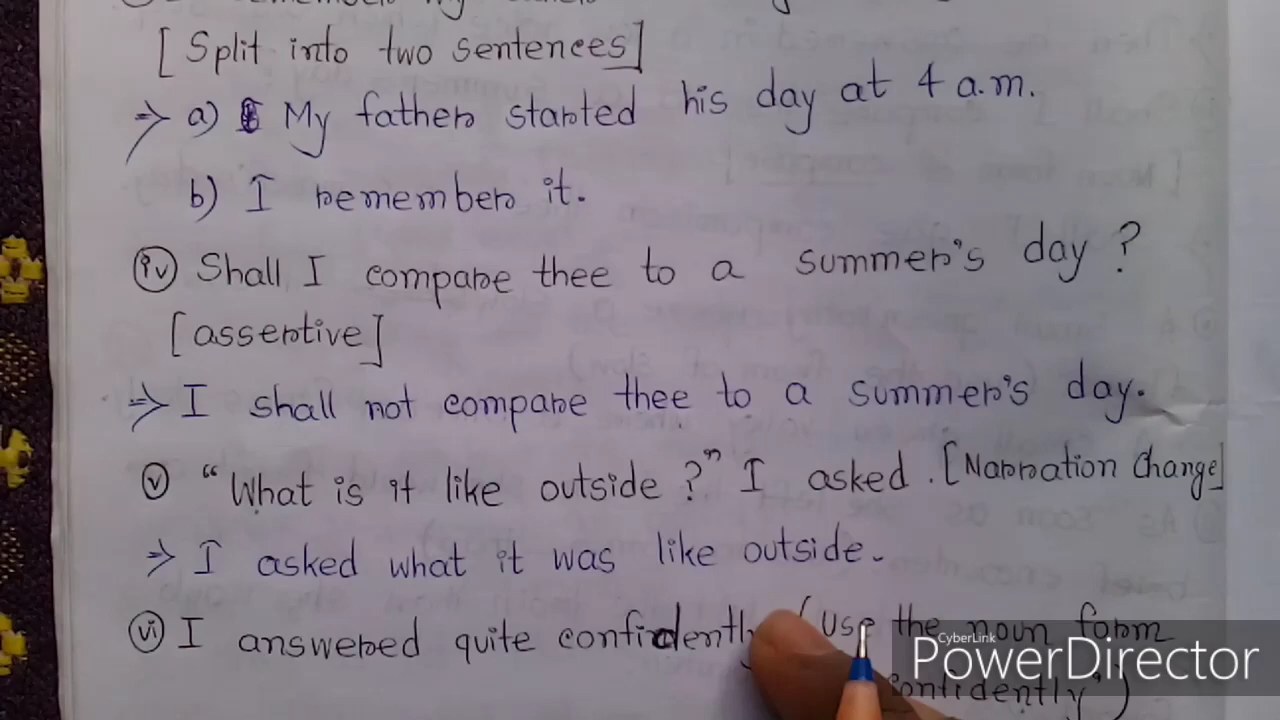 [Split into two sentences]
⇒ a) My father started his day at 4 a.m.
b) I remember it.
iv) Shall I compare thee to a summer's day?
[assertive]
⇒ I shall not compare thee to a summer's day.
v) "What is it like outside?" I asked. [Narration Change]
⇒ I asked what it was like outside.
vi) I answered quite confidently (Use the noun form
confidently")
CyberLink
PowerDirector